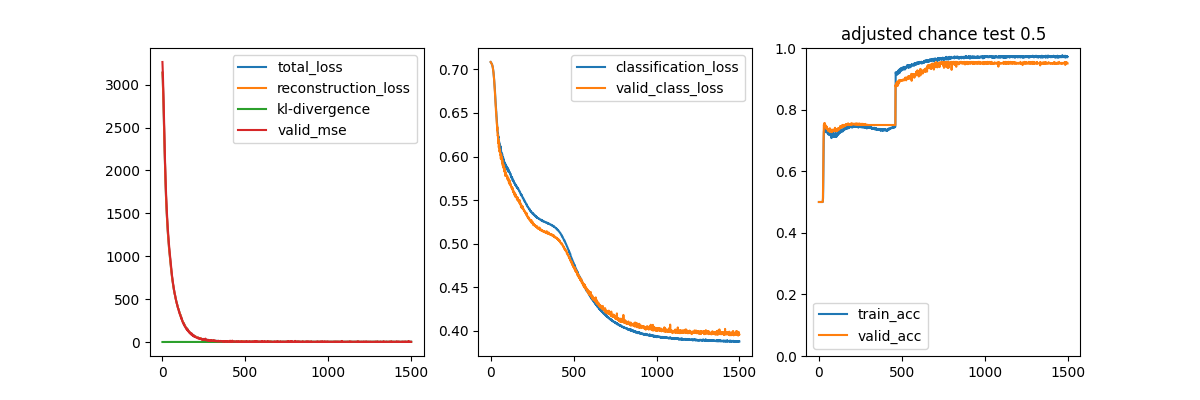 adjusted chance test 0.5
3000
2500
2000
1500
1000
500
0
total_loss
reconstruction_loss
kl-divergence
valid_mse
0 500 1000 1500
0.70
0.65
0.60
0.55
0.50
0.45
0.40
classification_loss
valid_class_loss
0 500 1000 1500
1.0
0.8
0.6
0.4
0.2
0.0
train_acc
valid_acc
0 500 1000 1500